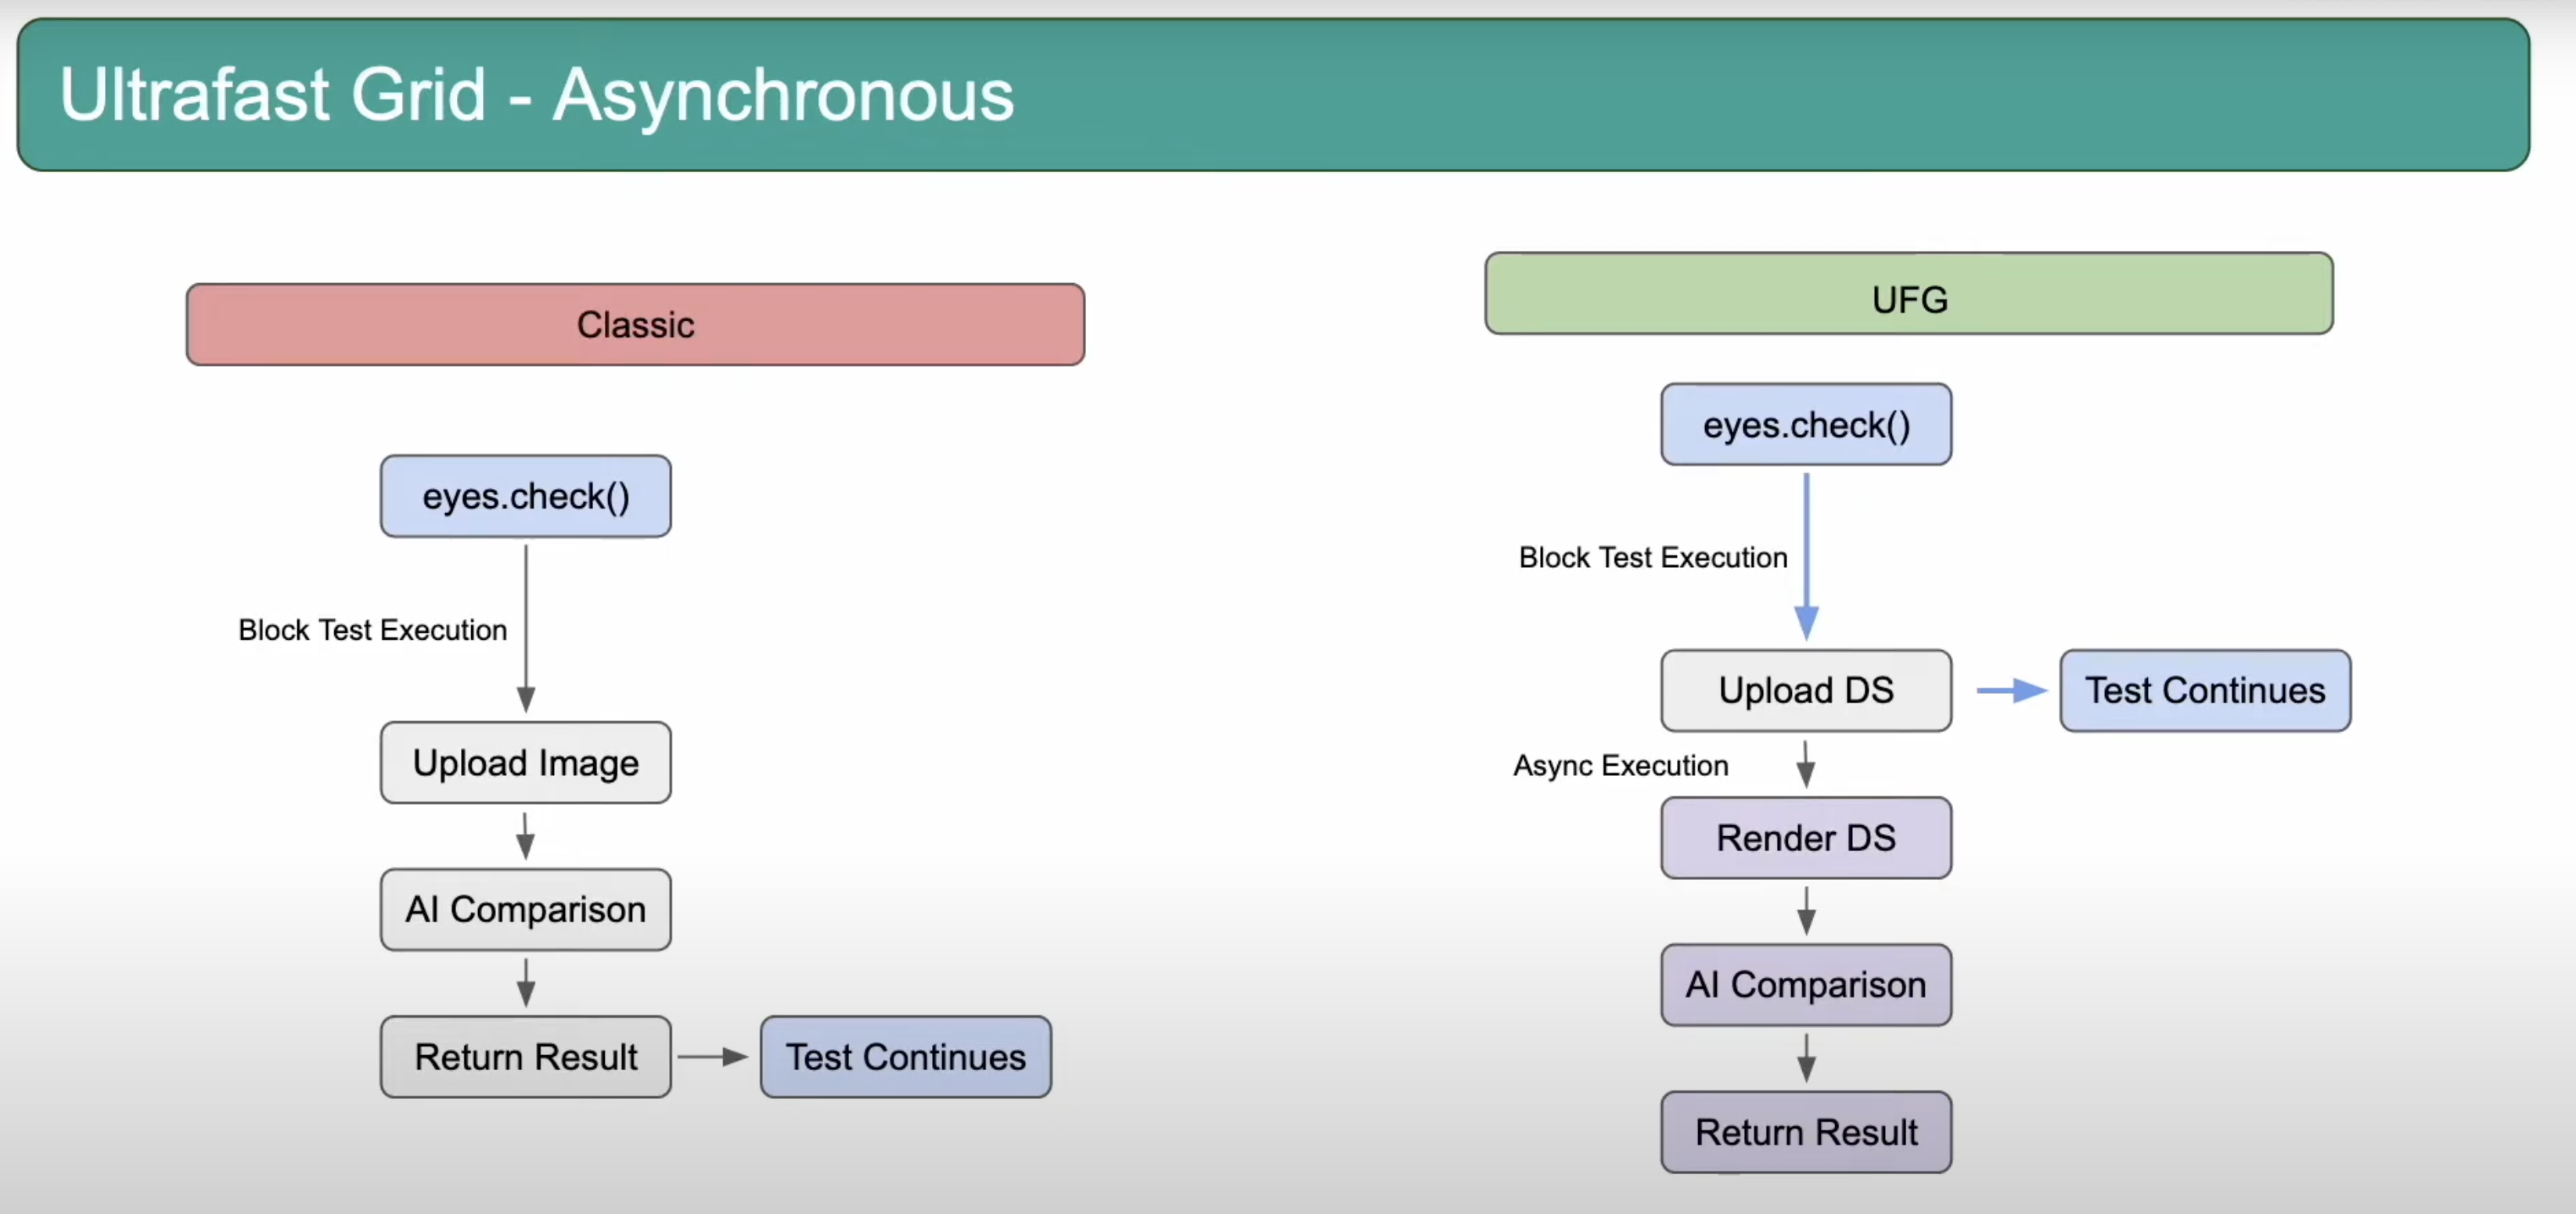 Ultrafast Grid - Asynchronous
Classic
eyes.check()
Block Test Execution
Upload Image
AI Comparison
Return Result
Test Continues
UFG
eyes.check()
Block Test Execution
Upload DS
Test Continues
Async Execution
Render DS
AI Comparison
Return Result